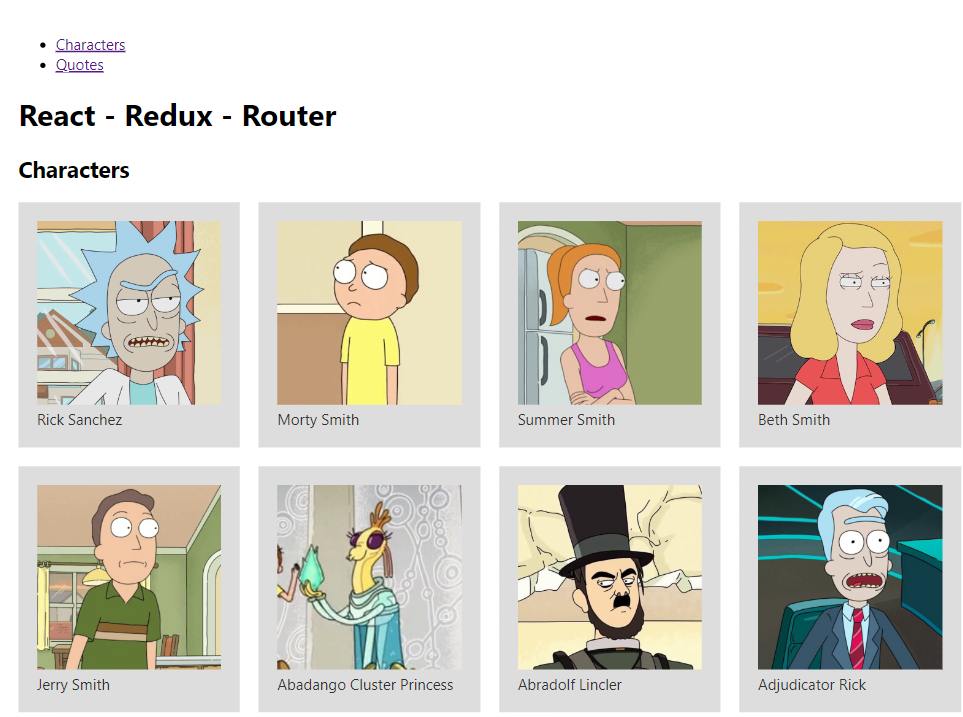 Characters
Quotes
React - Redux - Router
Characters
Rick Sanchez
Morty Smith
Summer Smith
Beth Smith
Jerry Smith
Abadango Cluster Princess
Abradolf Lincler
Adjudicator Rick